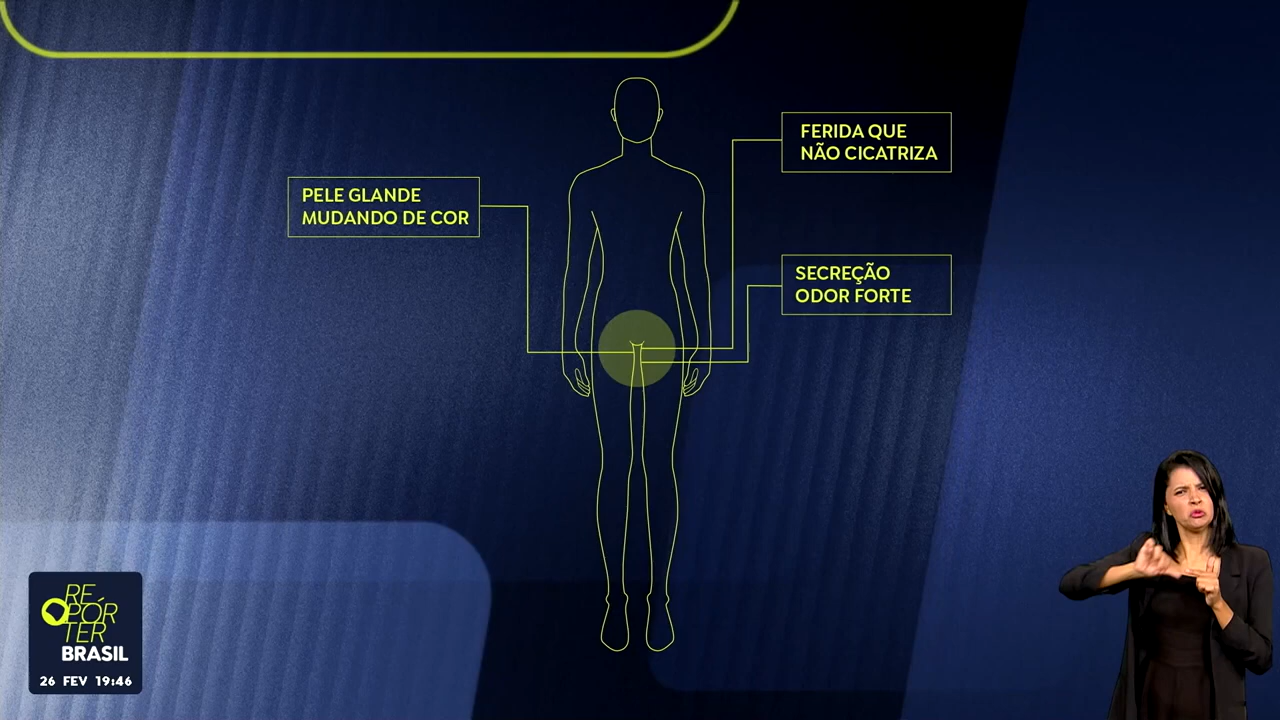 FERIDA QUE
NÃO CICATRIZA
PELE GLANDE
MUDANDO DE COR
SECREÇÃO
ODOR FORTE
RE
PÓR
TER
BRASIL
26 FEV 19:46